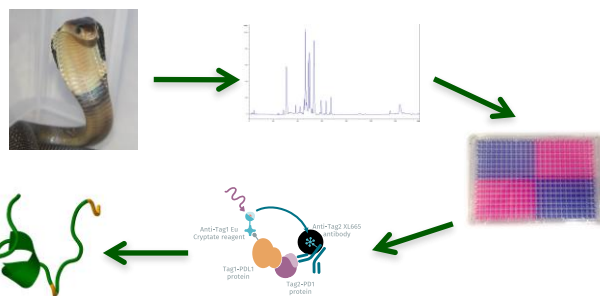 Anti-Tag1 Eu
Cryptate reagent
Anti-Tag2 XL665
antibody
Tag1-PDL1
protein
Tag2-PD1
protein